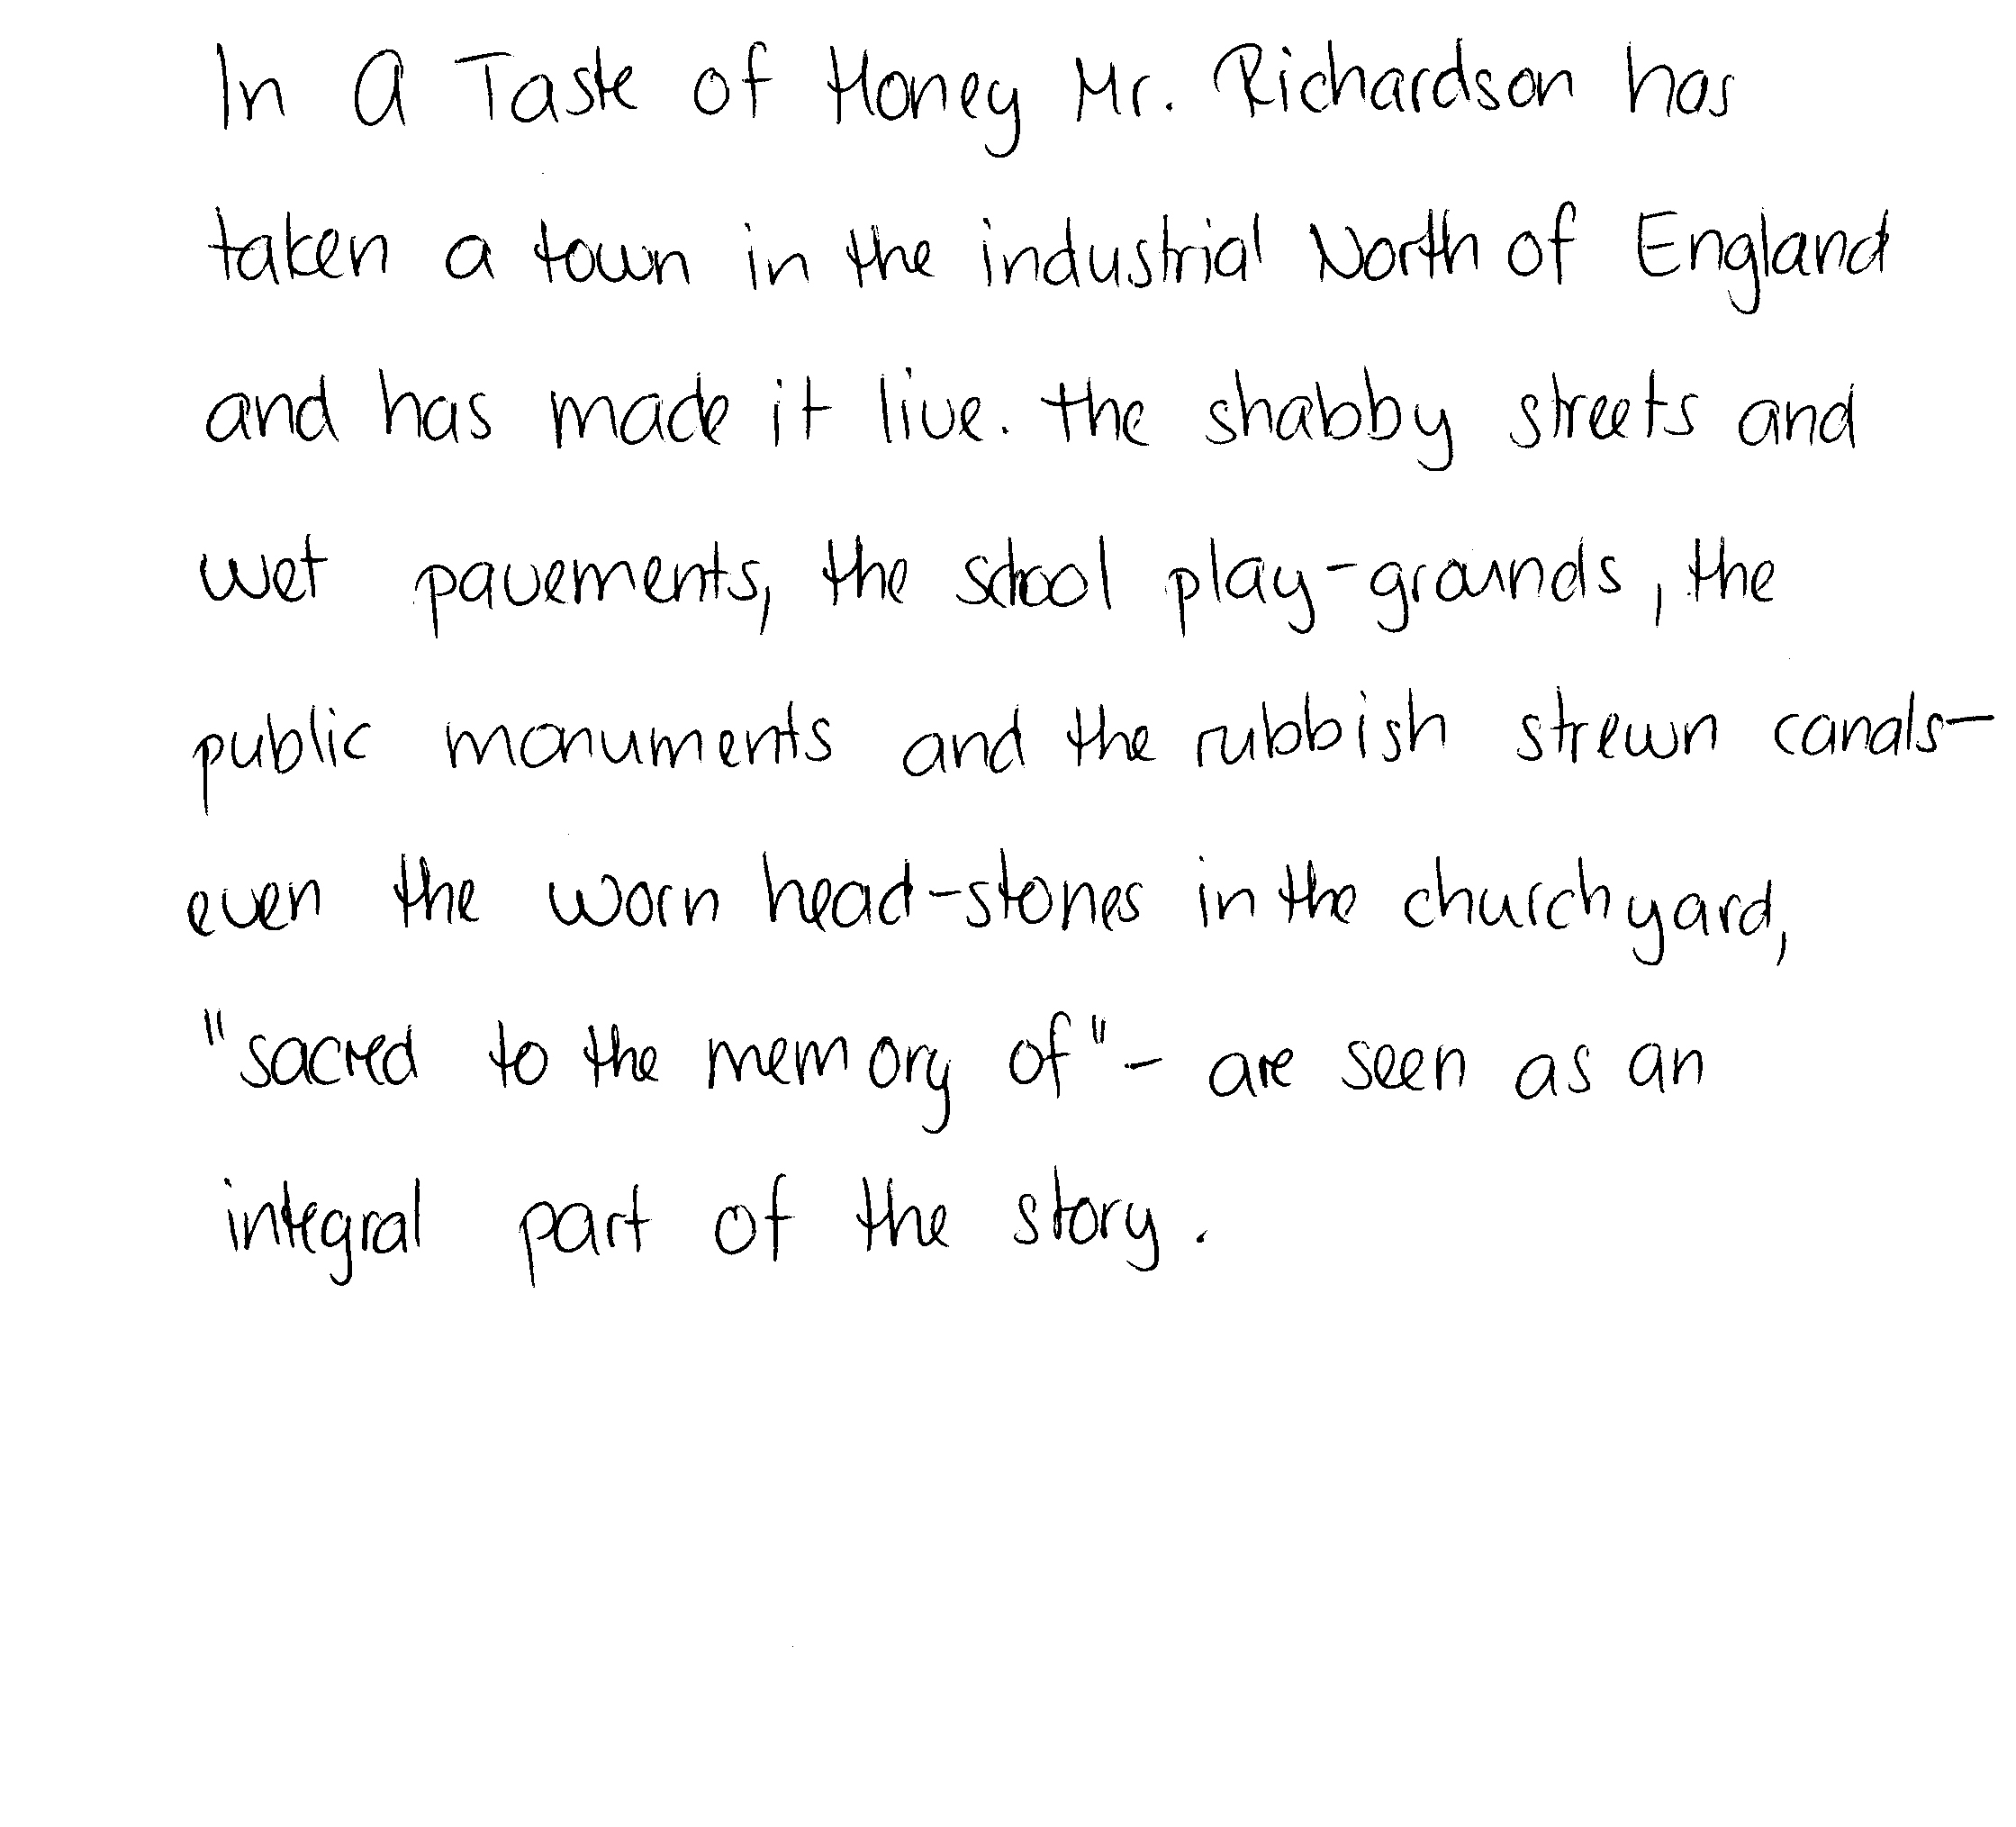 In A Taste of Honey Mr. Richardson has
taken a town in the industrial North of England
and has made it live. the shabby streets and
wet pavements, the school play-grounds, the
public monuments and the rubbish strewn canals-
even the worn head-stones in the churchyard,
"sacred to the memory of"- are seen as an
integral part of the story.